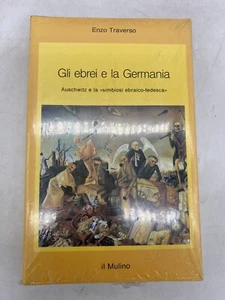 Enzo Traverso
Gli ebrei e la Germania
Auschwitz e la «simbiosi ebraico-tedesca»
il Mulino